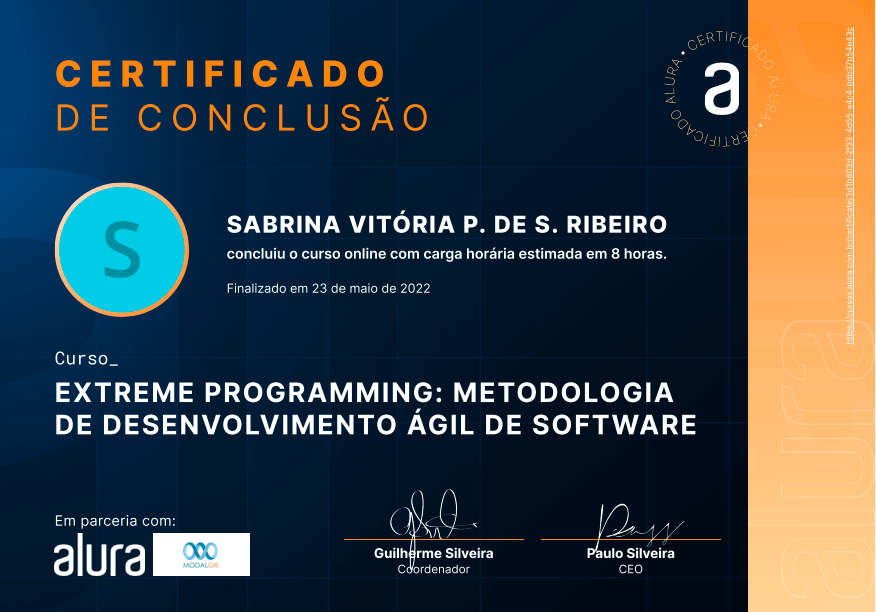 CERTIFICADO
DE CONCLUSÃO
CERTIFICADO ALURA • CERTIFICADO ALURA •
a
S
SABRINA VITÓRIA P. DE S. RIBEIRO
concluiu o curso online com carga horária estimada em 8 horas.
Finalizado em 23 de maio de 2022
Curso_
EXTREME PROGRAMMING: METODOLOGIA
DE DESENVOLVIMENTO ÁGIL DE SOFTWARE
Em parceria com:
alura
MODALGR
Guilherme Silveira
Coordenador
Paulo Silveira
CEO
alura